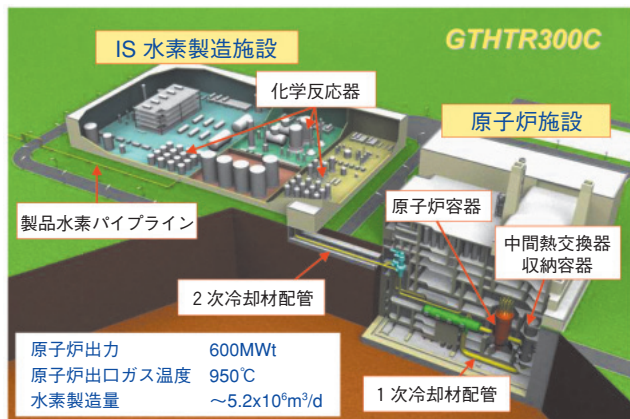 GTHTR300C
IS 水素製造施設
化学反応器
原子炉施設
製品水素パイプライン
原子炉容器
中間熱交換器
収納容器
2 次冷却材配管
1 次冷却材配管
原子炉出力 600MWt
原子炉出口ガス温度 950℃
水素製造量 ～5.2x10⁶m³/d